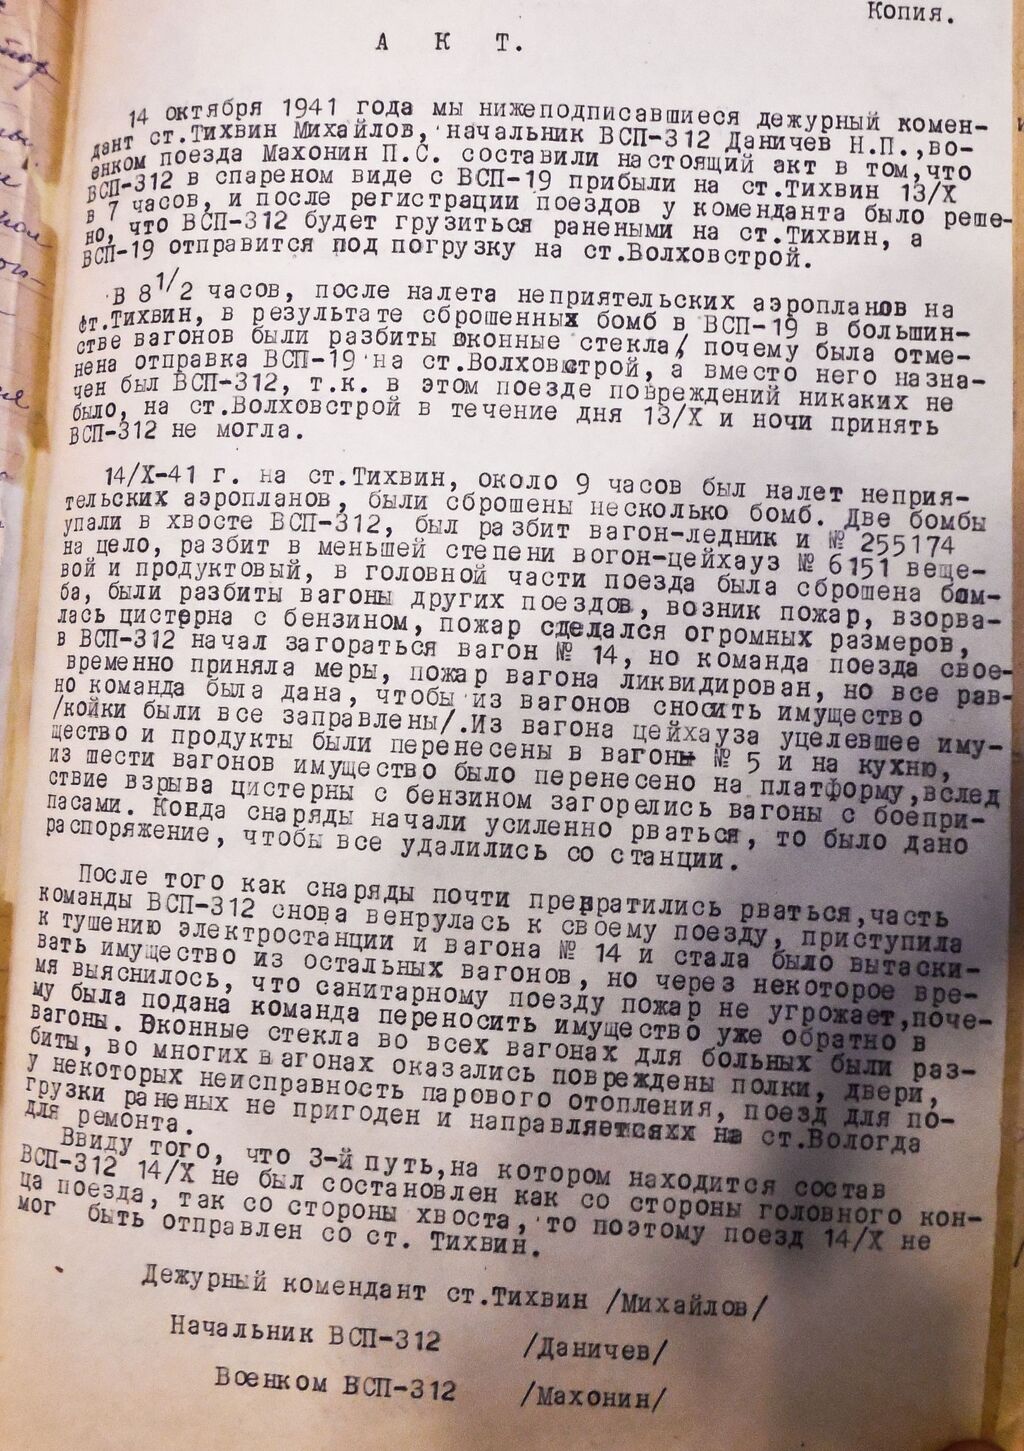 Копия.
А К Т.
14 октября 1941 года мы нижеподписавшиеся дежурный комен-
дант ст.Тихвин Михайлов, начальник ВСП-312 Даничев Н.П.,во-
енком поезда Махонин П.С. составили настоящий акт в том,что
ВСП-312 в спареном виде с ВСП-19 прибыли на ст.Тихвин 13/X
в 7 часов, и после регистрации поездов у коменданта было реше-
но, что ВСП-312 будет грузиться ранеными на ст.Тихвин, а
ВСП-19 отправится под погрузку на ст.Волховстрой.
В 8 1/2 часов, после налета неприятельских аэропланов на
ст.Тихвин, в результате сброшенных бомб в ВСП-19 в большин-
стве вагонов были разбиты оконные стекла/ почему была отме-
нена отправка ВСП-19 на ст.Волховстрой, а вместо него назна-
чен был ВСП-312, т.к. в этом поезде повреждений никаких не
было, на ст.Волховстрой в течение дня 13/X и ночи принять
ВСП-312 не могла.
14/X-41 г. на ст.Тихвин, около 9 часов был налет неприя-
тельских аэропланов, были сброшены несколько бомб. Две бомбы
упали в хвосте ВСП-312, был разбит вагон-ледник и № 255174
на цело, разбит в меньшей степени вогон-цейхауз № 6151 веще-
вой и продуктовый, в головной части поезда была сброшена бом-
ба, были разбиты вагоны других поездов, возник пожар, взорва-
лась цистерна с бензином, пожар сделался огромных размеров,
в ВСП-312 начал загораться вагон № 14, но команда поезда свое-
временно приняла меры, пожар вагона ликвидирован, но все рав-
но команда была дана, чтобы из вагонов сносить имущество
/койки были все заправлены/.Из вагона цейхауза уцелевшее иму-
щество и продукты были перенесены в вагоны № 5 и на кухню,
из шести вагонов имущество было перенесено на платформу,вслед
ствие взрыва цистерны с бензином загорелись вагоны с боепри-
пасами.Конда снаряды начали усиленно рваться, то было дано
распоряжение, чтобы все удалились со станции.
После того как снаряды почти превратились рваться,часть
команды ВСП-312 снова венрулась к своему поезду, приступила
к тушению электростанции и вагона № 14 и стала было вытаски-
вать имущество из остальных вагонов, но через некоторое вре-
мя выяснилось, что санитарному поезду пожар не угрожает,поче-
му была подана команда переносить имущество уже обратно в
вагоны. Оконные стекла во всех вагонах для больных были раз-
биты, во многих вагонах оказались повреждены полки, двери,
у некоторых неисправность парового отопления, поезд для по-
грузки раненых не пригоден и направляется на ст.Вологда
для ремонта.
Ввиду того, что 3-й путь,на котором находится состав
ВСП-312 14/X не был состановлен как со стороны головного кон-
ца поезда, так со стороны хвоста, то поэтому поезд 14/X не
мог быть отправлен со ст. Тихвин.
Дежурный комендант ст.Тихвин /Михайлов/
Начальник ВСП-312 /Даничев/
Военком ВСП-312 /Махонин/